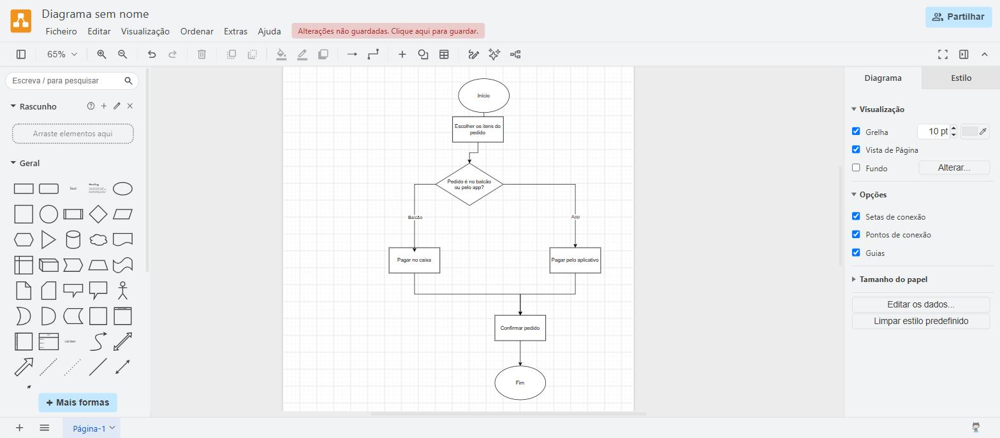 Diagrama sem nome
Partilhar
Ficheiro Editar Visualização Ordenar Extras Ajuda Alterações não guardadas. Clique aqui para guardar.
65%
Escreva / para pesquisar
Rascunho
Arraste elementos aqui
Geral
Text
Heading
List Item
+ Mais formas
Início
Escolher os itens do
pedido
Pedido é no balcão
ou pelo app?
Balcão
App
Pagar no caixa
Pagar pelo aplicativo
Confirmar pedido
Fim
Diagrama Estilo
Visualização
Grelha 10 pt
Vista de Página
Fundo Alterar...
Opções
Setas de conexão
Pontos de conexão
Guias
Tamanho do papel
Editar os dados...
Limpar estilo predefinido
Página-1